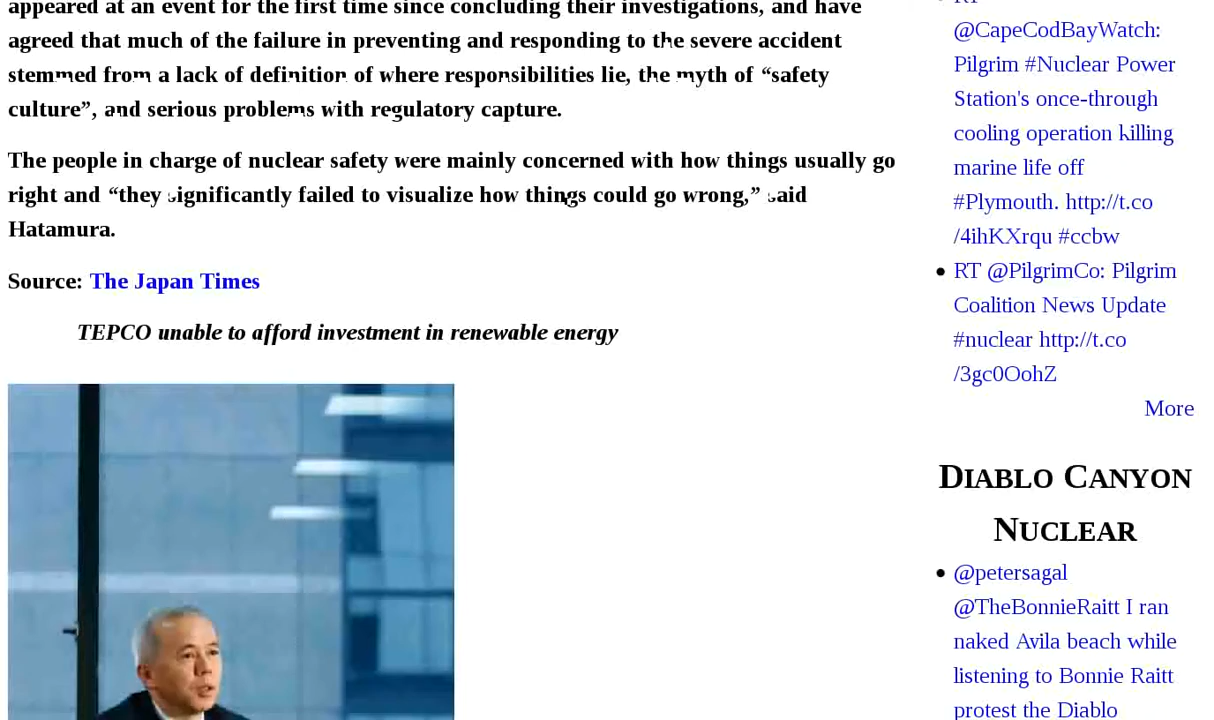 appeared at an event for the first time since concluding their investigations, and have
agreed that much of the failure in preventing and responding to the severe accident
stemmed from a lack of definition of where responsibilities lie, the myth of “safety
culture”, and serious problems with regulatory capture.
The people in charge of nuclear safety were mainly concerned with how things usually go
right and “they significantly failed to visualize how things could go wrong,” said
Hatamura.
Source: The Japan Times
TEPCO unable to afford investment in renewable energy
RT
@CapeCodBayWatch:
Pilgrim #Nuclear Power
Station's once-through
cooling operation killing
marine life off
#Plymouth. http://t.co
/4ihKXrqu #ccbw
RT @PilgrimCo: Pilgrim
Coalition News Update
#nuclear http://t.co
/3gc0OohZ
More
DIABLO CANYON
NUCLEAR
@petersagal
@TheBonnieRaitt I ran
naked Avila beach while
listening to Bonnie Raitt
protest the Diablo